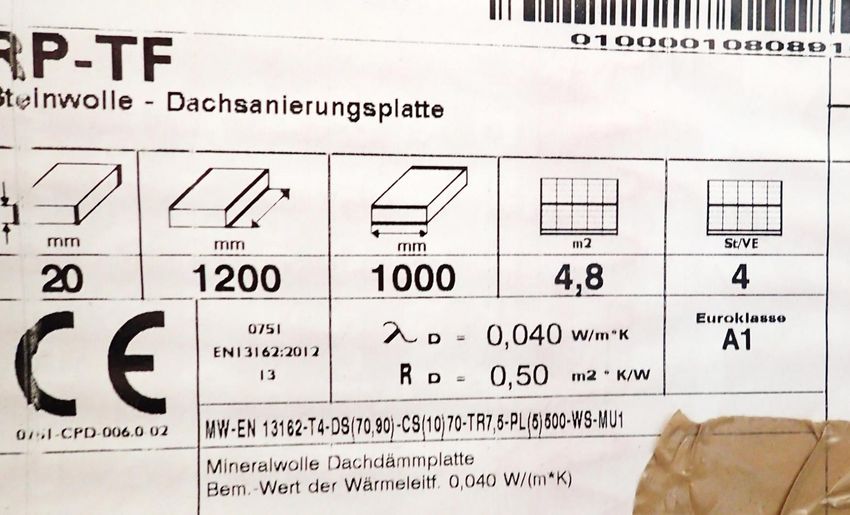 0100001080891
RP-TF
Steinwolle - Dachsanierungsplatte
mm mm mm m2 St/VE
20 1200 1000 4,8 4
CE
0751
EN13162:2012
13
λ D = 0,040 W/m*K
R D = 0,50 m2 * K/W
Euroklasse
A1
0751-CPD-006.0 02
MW-EN 13162-T4-DS(70,90)-CS(10)70-TR7,5-PL(5)500-WS-MU1
Mineralwolle Dachdämmplatte
Bem.-Wert der Wärmeleitf. 0,040 W/(m*K)